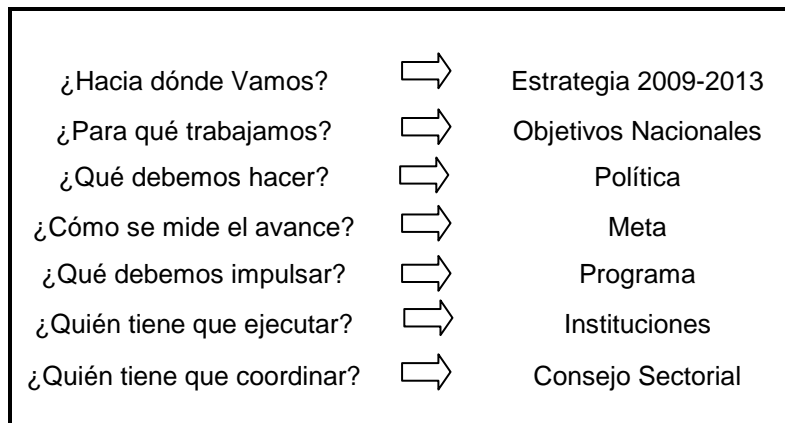 ¿Hacia dónde Vamos? Estrategia 2009-2013
¿Para qué trabajamos? Objetivos Nacionales
¿Qué debemos hacer? Política
¿Cómo se mide el avance? Meta
¿Qué debemos impulsar? Programa
¿Quién tiene que ejecutar? Instituciones
¿Quién tiene que coordinar? Consejo Sectorial